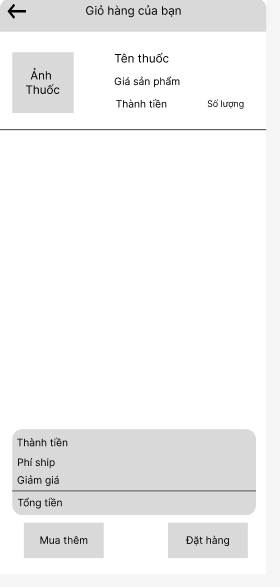 Giỏ hàng của bạn
Ảnh
Thuốc
Tên thuốc
Giá sản phẩm
Thành tiền
Số lượng
Thành tiền
Phí ship
Giảm giá
Tổng tiền
Mua thêm
Đặt hàng